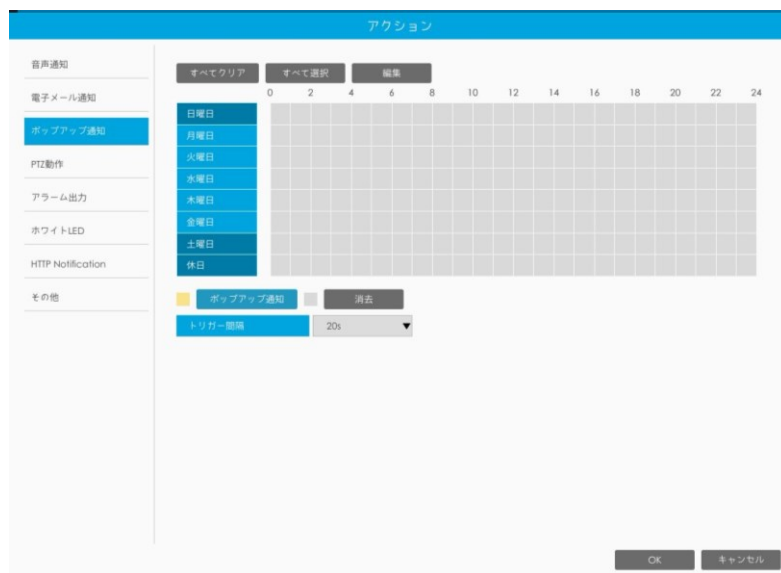 アクション
音声通知
電子メール通知
ポップアップ通知
PTZ動作
アラーム出力
ホワイトLED
HTTP Notification
その他
すべてクリア すべて選択 編集
0 2 4 6 8 10 12 14 16 18 20 22 24
日曜日
月曜日
火曜日
水曜日
木曜日
金曜日
土曜日
休日
ポップアップ通知 消去
トリガー間隔 20s
OK キャンセル